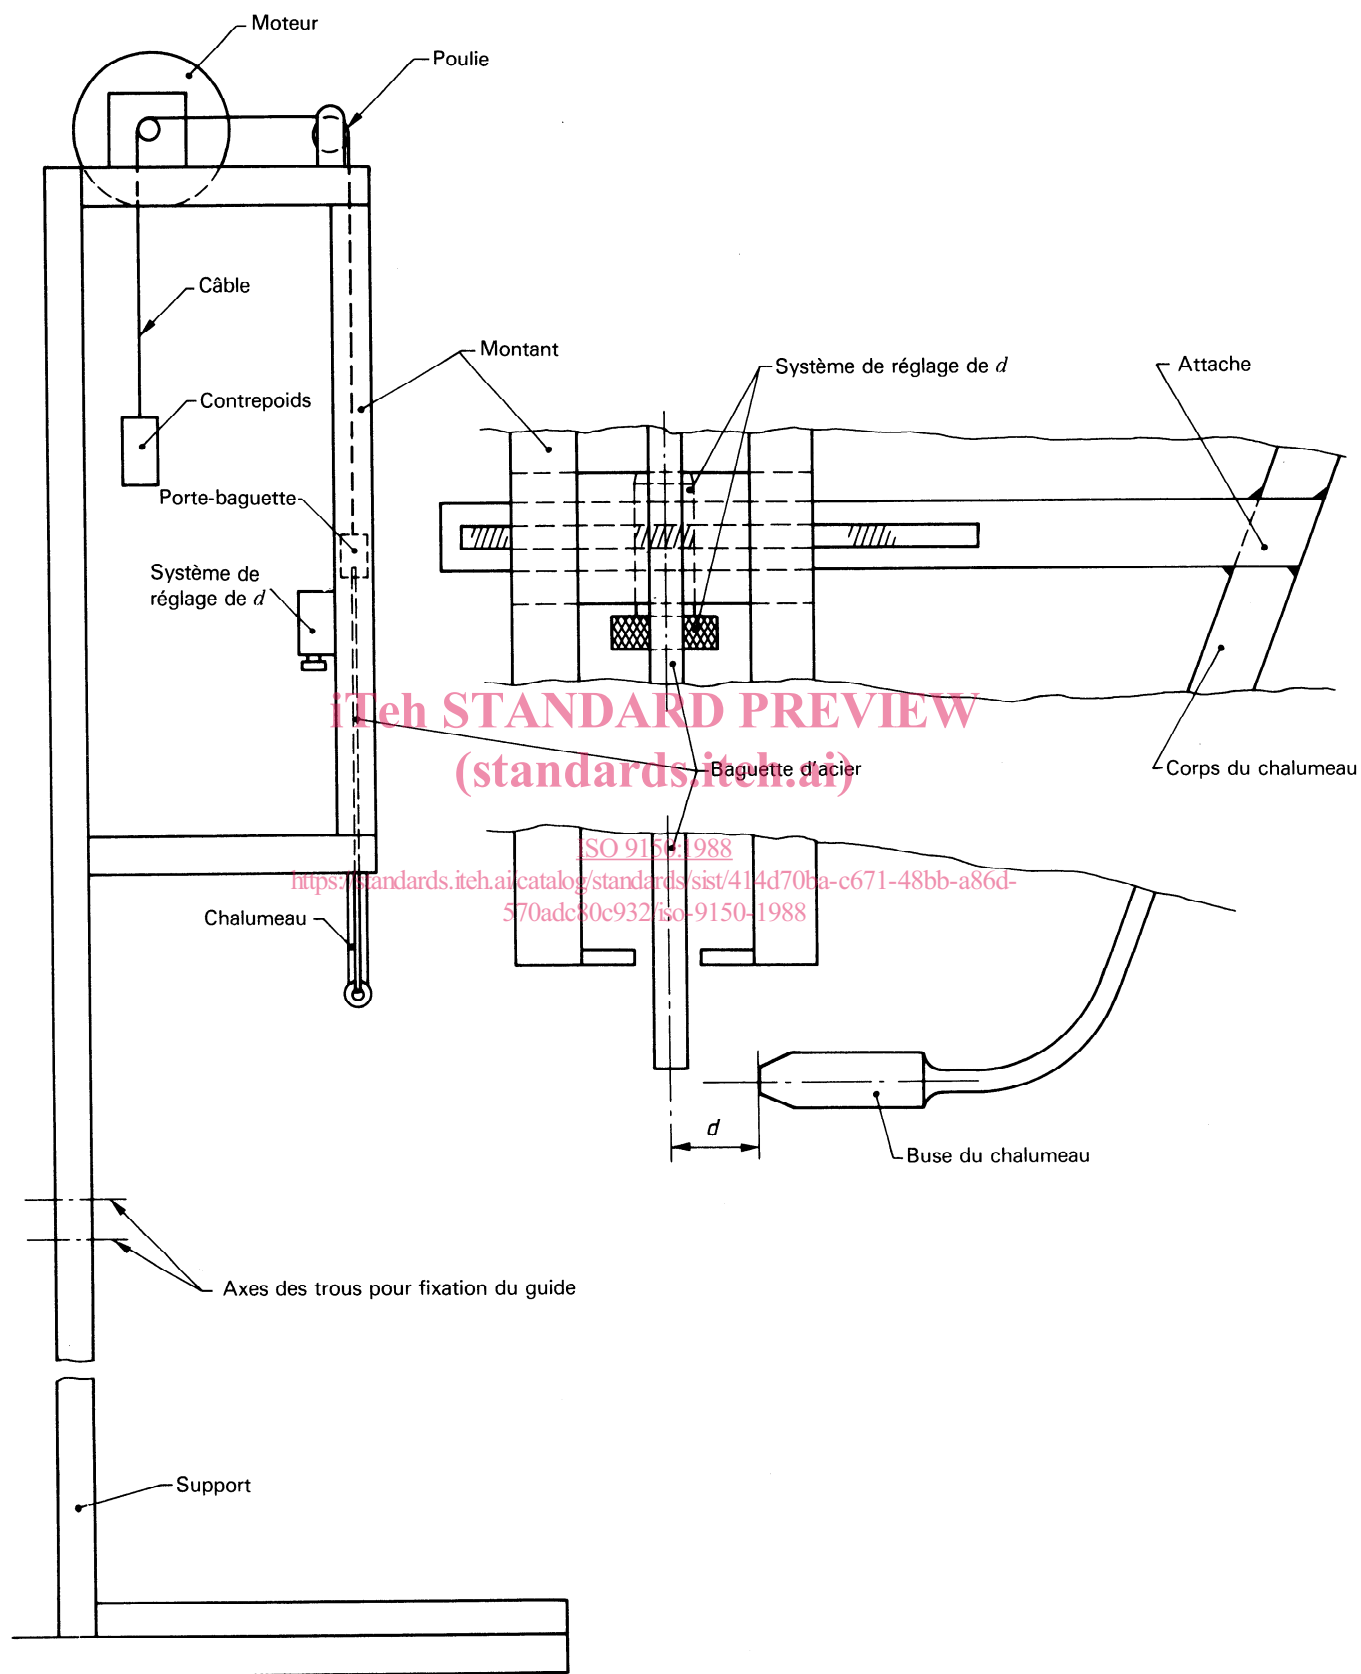 Moteur
Poulie
Câble
Montant
Système de réglage de d
Attache
Contrepoids
Porte-baguette
Système de
réglage de d
iTeh STANDARD PREVIEW
(standards.iteh.ai)
Baguette d'acier
Corps du chalumeau
ISO 9150:1988
https://standards.iteh.ai/catalog/standards/sist/414d70ba-c671-48bb-a86d-
570adc80c932/iso-9150-1988
Chalumeau
d
Buse du chalumeau
Axes des trous pour fixation du guide
Support